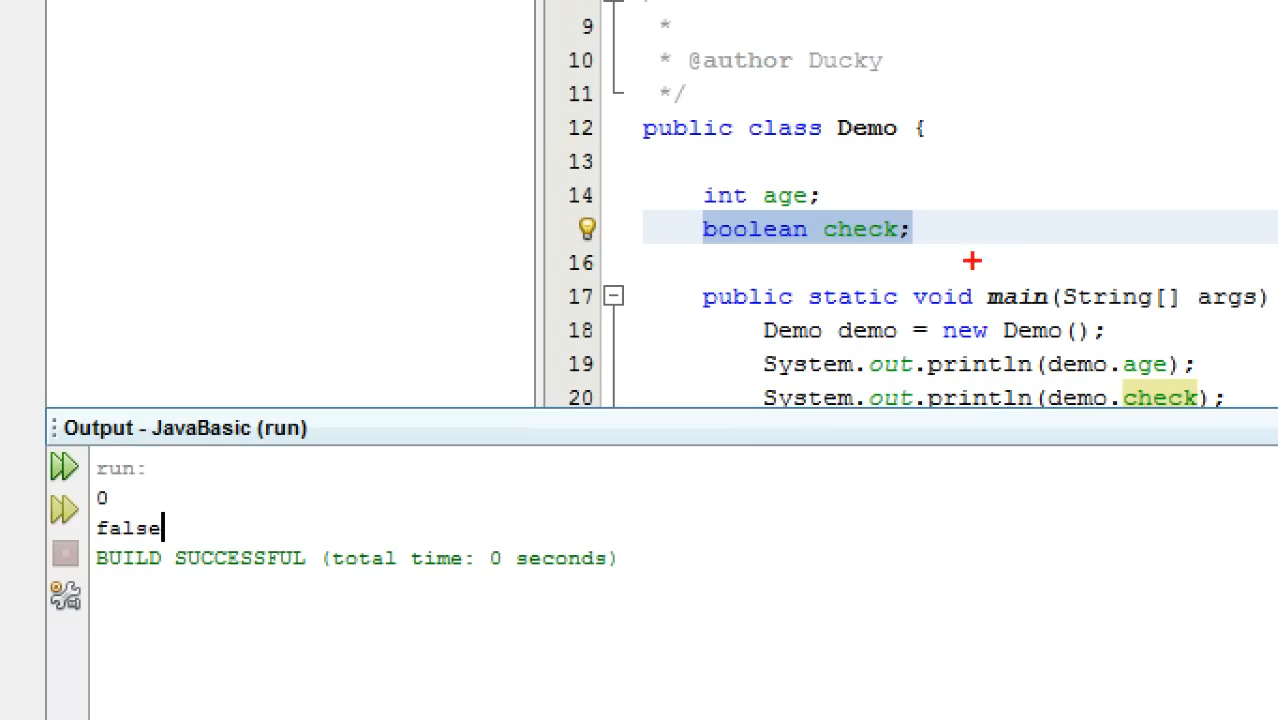 9 *
10 * @author Ducky
11 */
12 public class Demo {
13
14 int age;
boolean check;
16
17 public static void main(String[] args)
18 Demo demo = new Demo();
19 System.out.println(demo.age);
20 System.out.println(demo.check);
Output - JavaBasic (run)
run:
0
false
BUILD SUCCESSFUL (total time: 0 seconds)